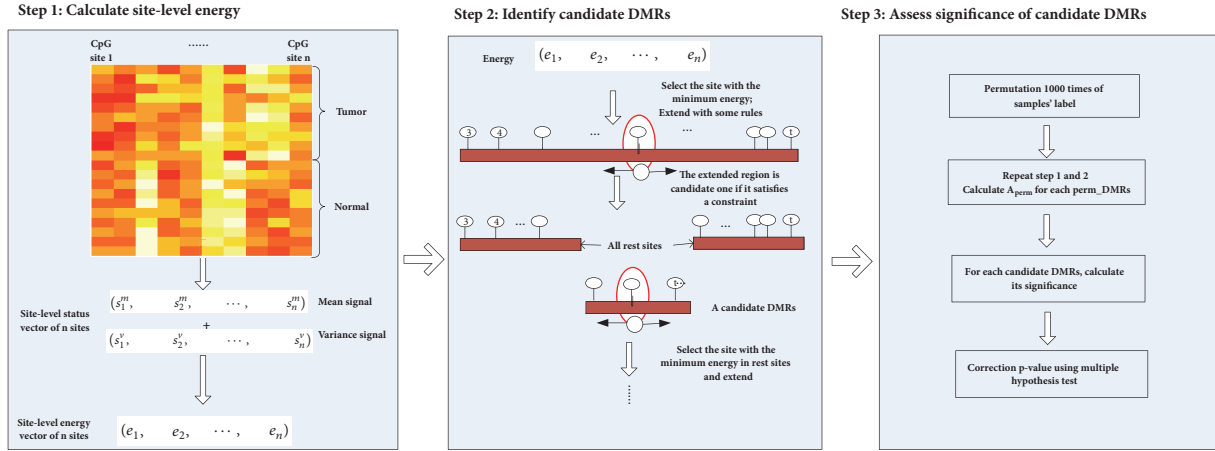 Step 1: Calculate site-level energy
CpG
site 1
......
CpG
site n
Tumor
Normal
(s₁ᵐ, s₂ᵐ, ⋯, sₙᵐ)
Mean signal
Site-level status
vector of n sites
+
(s₁ᵛ, s₂ᵛ, ⋯, sₙᵛ)
Variance signal
Site-level energy
vector of n sites
(e₁, e₂, ⋯, eₙ)
Step 2: Identify candidate DMRs
Energy
(e₁, e₂, ⋯, eₙ)
Select the site with the
minimum energy;
Extend with some rules
3 4 ... ... t
The extended region is
candidate one if it satisfies
a constraint
3 4 ... ... t
All rest sites
t...
A candidate DMRs
Select the site with the
minimum energy in rest sites
and extend
......
Step 3: Assess significance of candidate DMRs
Permutation 1000 times of
samples' label
Repeat step 1 and 2
Calculate Aₚₑᵣₘ for each perm_DMRs
For each candidate DMRs, calculate
its significance
Correction p-value using multiple
hypothesis test